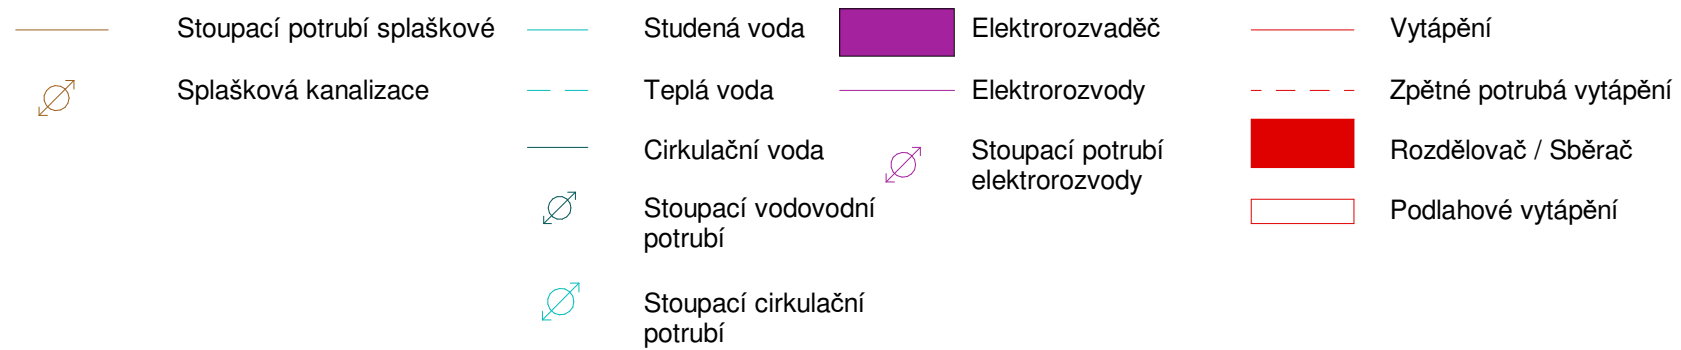 Stoupací potrubí splaškové
Splašková kanalizace
Studená voda
Teplá voda
Cirkulační voda
Stoupací vodovodní
potrubí
Stoupací cirkulační
potrubí
Elektrorozvaděč
Elektrorozvody
Stoupací potrubí
elektrorozvody
Vytápění
Zpětné potrubá vytápění
Rozdělovač / Sběrač
Podlahové vytápění